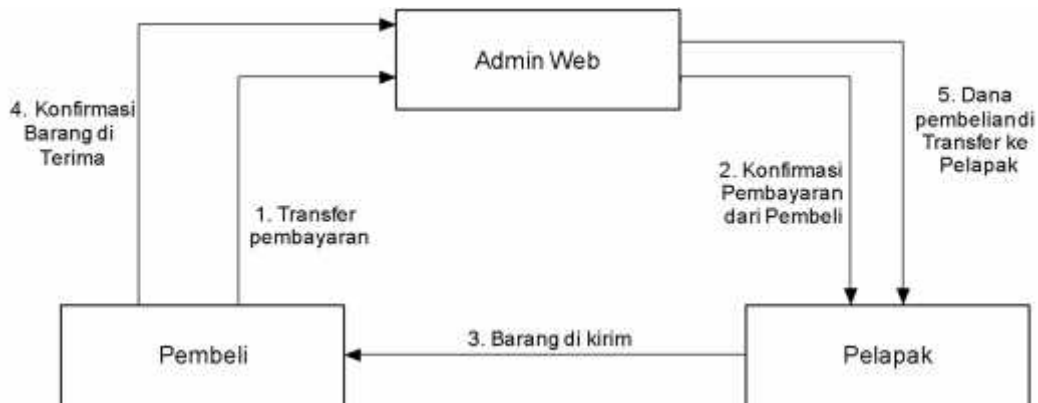 Admin Web
4. Konfirmasi
Barang di
Terima
1. Transfer
pembayaran
2. Konfirmasi
Pembayaran
dari Pembeli
5. Dana
pembeliandi
Transfer ke
Pelapak
3. Barang di kirim
Pembeli
Pelapak